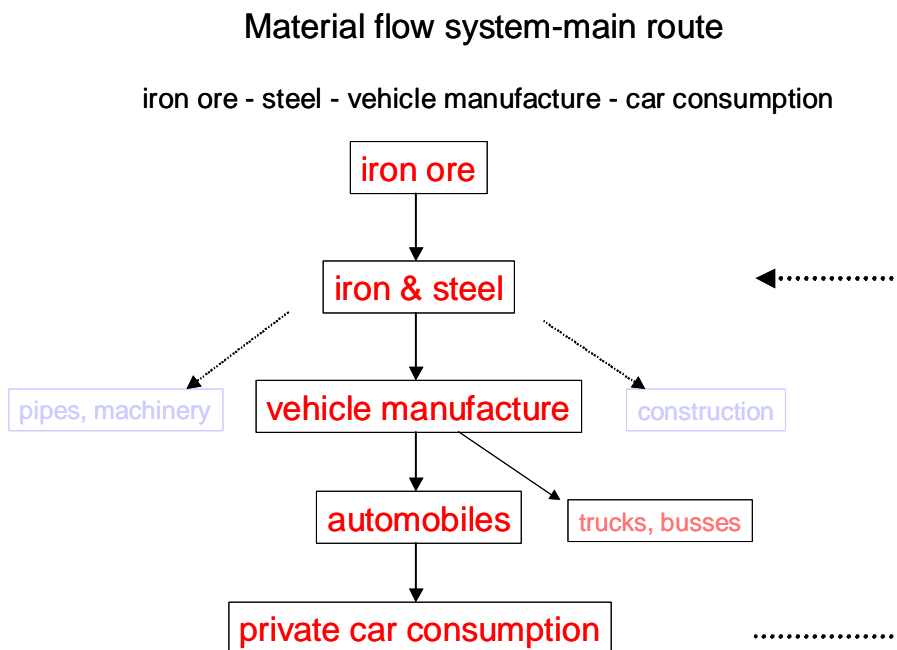 Material flow system-main route
iron ore - steel - vehicle manufacture - car consumption
iron ore
iron & steel
pipes, machinery
vehicle manufacture
construction
automobiles
trucks, busses
private car consumption